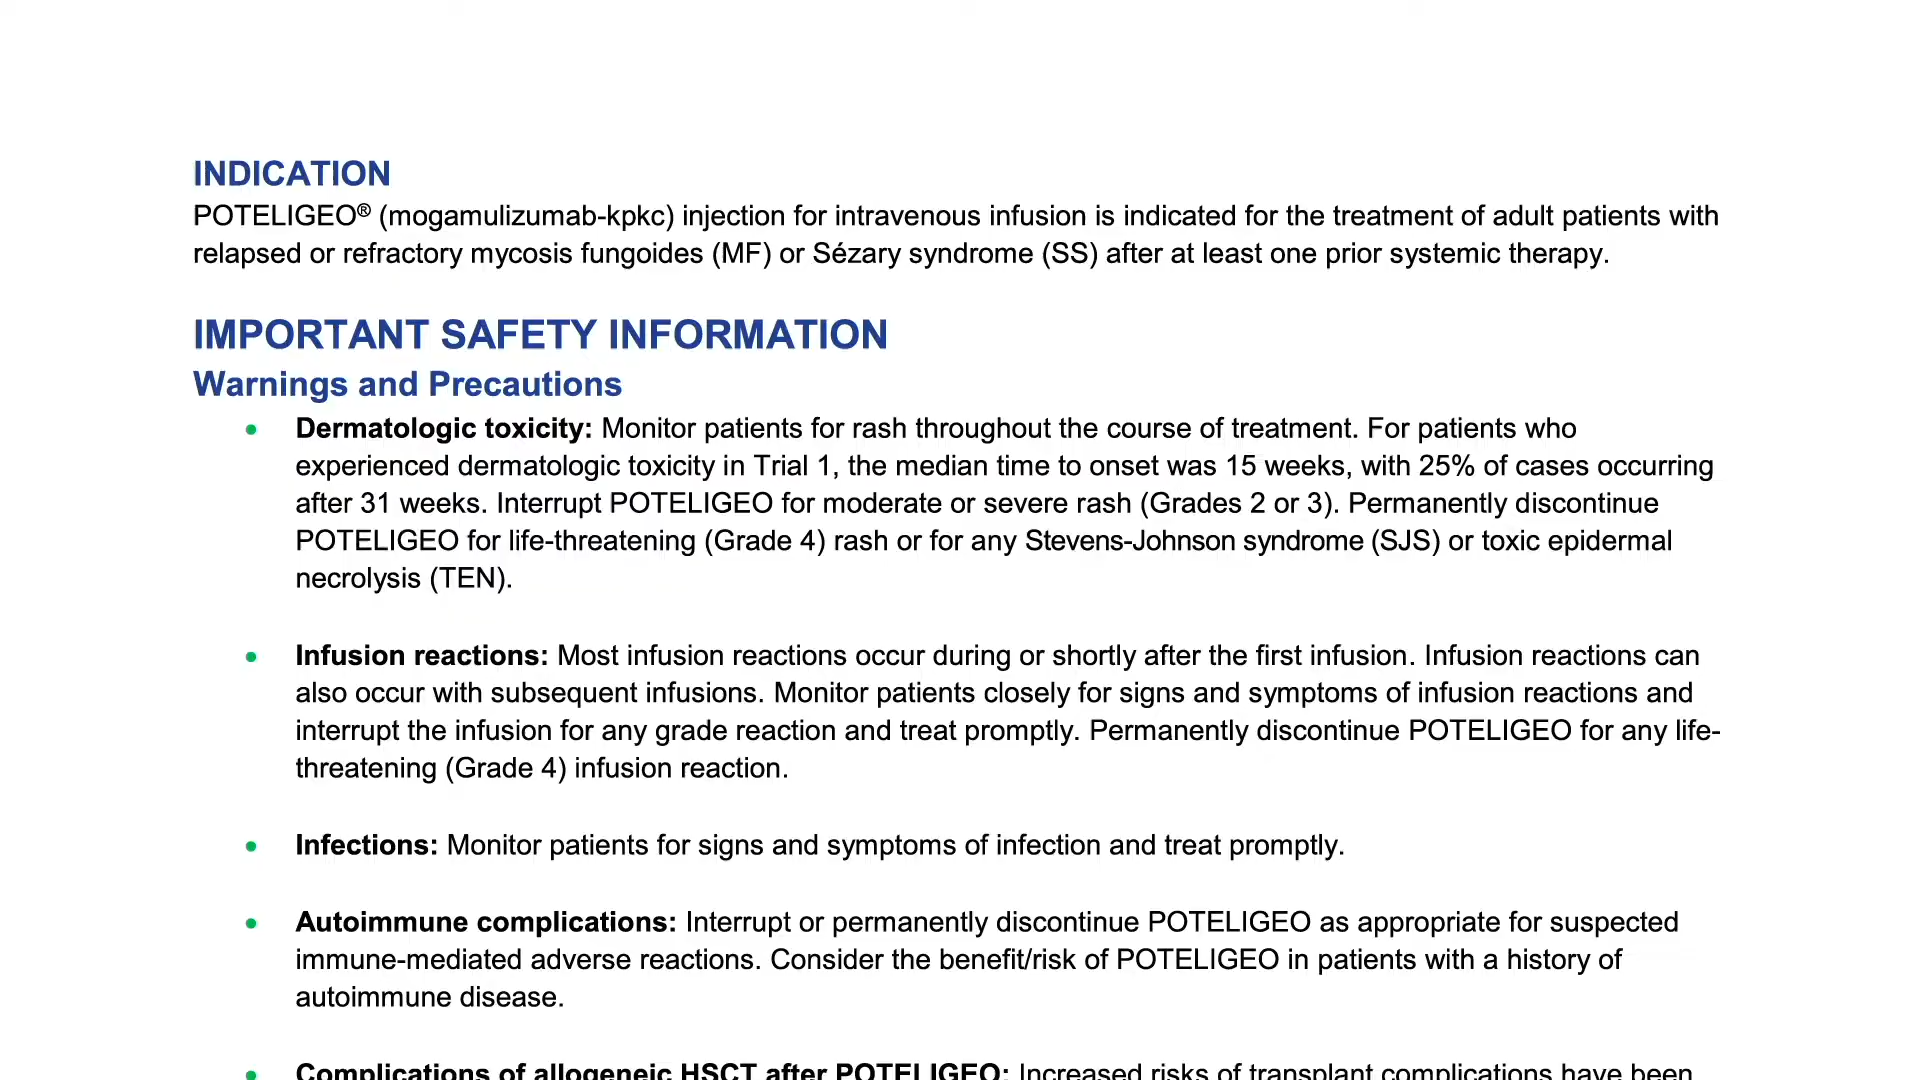 INDICATION
POTELIGEO® (mogamulizumab-kpkc) injection for intravenous infusion is indicated for the treatment of adult patients with
relapsed or refractory mycosis fungoides (MF) or Sézary syndrome (SS) after at least one prior systemic therapy.
IMPORTANT SAFETY INFORMATION
Warnings and Precautions
• Dermatologic toxicity: Monitor patients for rash throughout the course of treatment. For patients who
experienced dermatologic toxicity in Trial 1, the median time to onset was 15 weeks, with 25% of cases occurring
after 31 weeks. Interrupt POTELIGEO for moderate or severe rash (Grades 2 or 3). Permanently discontinue
POTELIGEO for life-threatening (Grade 4) rash or for any Stevens-Johnson syndrome (SJS) or toxic epidermal
necrolysis (TEN).
• Infusion reactions: Most infusion reactions occur during or shortly after the first infusion. Infusion reactions can
also occur with subsequent infusions. Monitor patients closely for signs and symptoms of infusion reactions and
interrupt the infusion for any grade reaction and treat promptly. Permanently discontinue POTELIGEO for any life-
threatening (Grade 4) infusion reaction.
• Infections: Monitor patients for signs and symptoms of infection and treat promptly.
• Autoimmune complications: Interrupt or permanently discontinue POTELIGEO as appropriate for suspected
immune-mediated adverse reactions. Consider the benefit/risk of POTELIGEO in patients with a history of
autoimmune disease.
• Complications of allogeneic HSCT after POTELIGEO: Increased risks of transplant complications have been